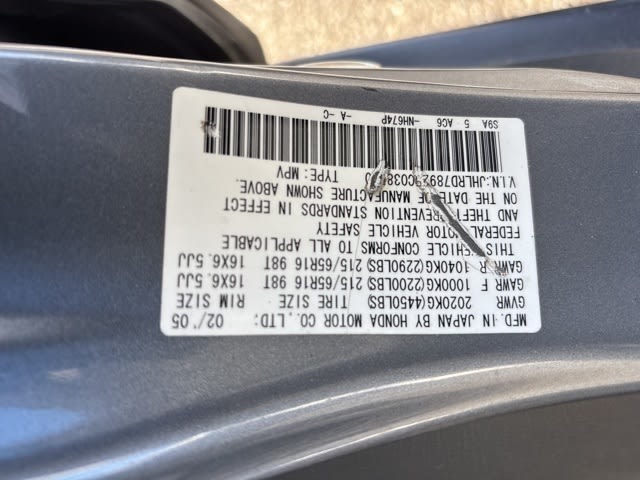 MFD. IN JAPAN BY HONDA MOTOR CO., LTD: 02/'05
GVWR 2020KG(4450LBS) TIRE SIZE RIM SIZE
GAWR F 1000KG(2200LBS) 215/65R16 98T 16X6.5JJ
GAWR R 1040KG(2290LBS) 215/65R16 98T 16X6.5JJ
THIS VEHICLE CONFORMS TO ALL APPLICABLE
FEDERAL MOTOR VEHICLE SAFETY
AND THEFT PREVENTION STANDARDS IN EFFECT
ON THE DATE OF MANUFACTURE SHOWN ABOVE.
V.I.N: TYPE:MPV
S9A 5 AC6 -NH674P -A -C